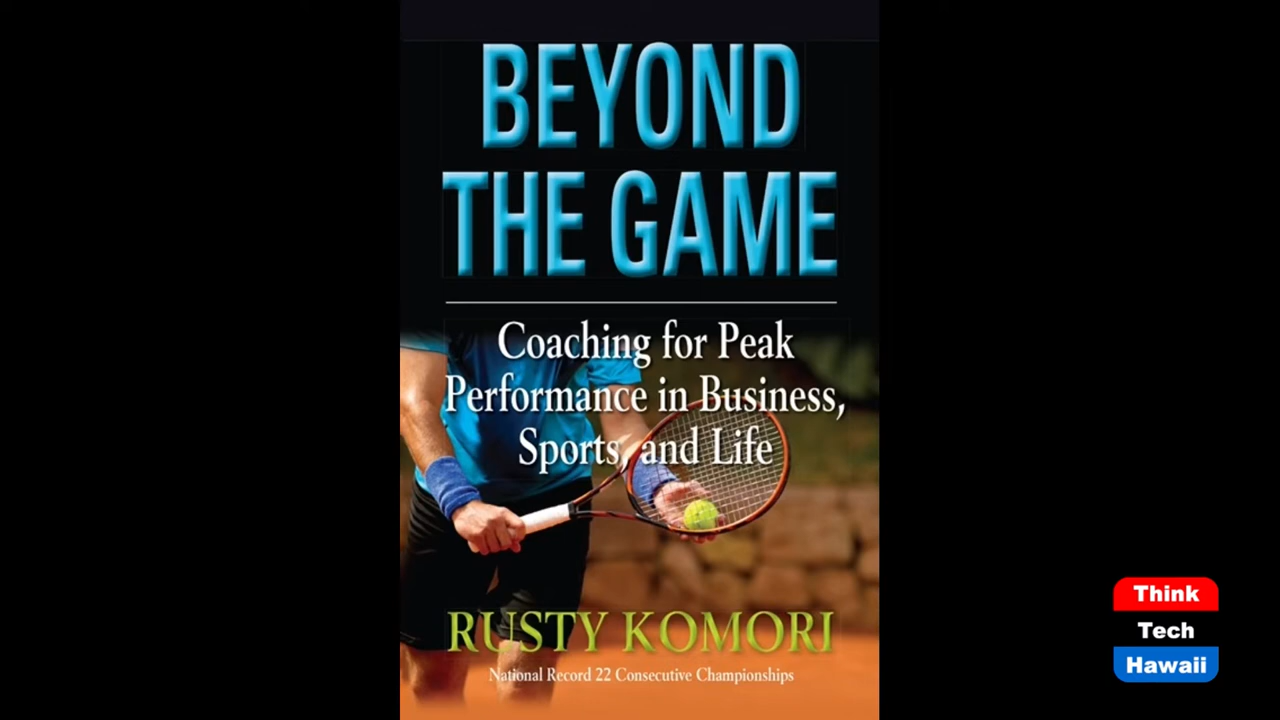 BEYOND
THE GAME
Coaching for Peak
Performance in Business,
Sports, and Life
RUSTY KOMORI
National Record 22 Consecutive Championships
Think
Tech
Hawaii